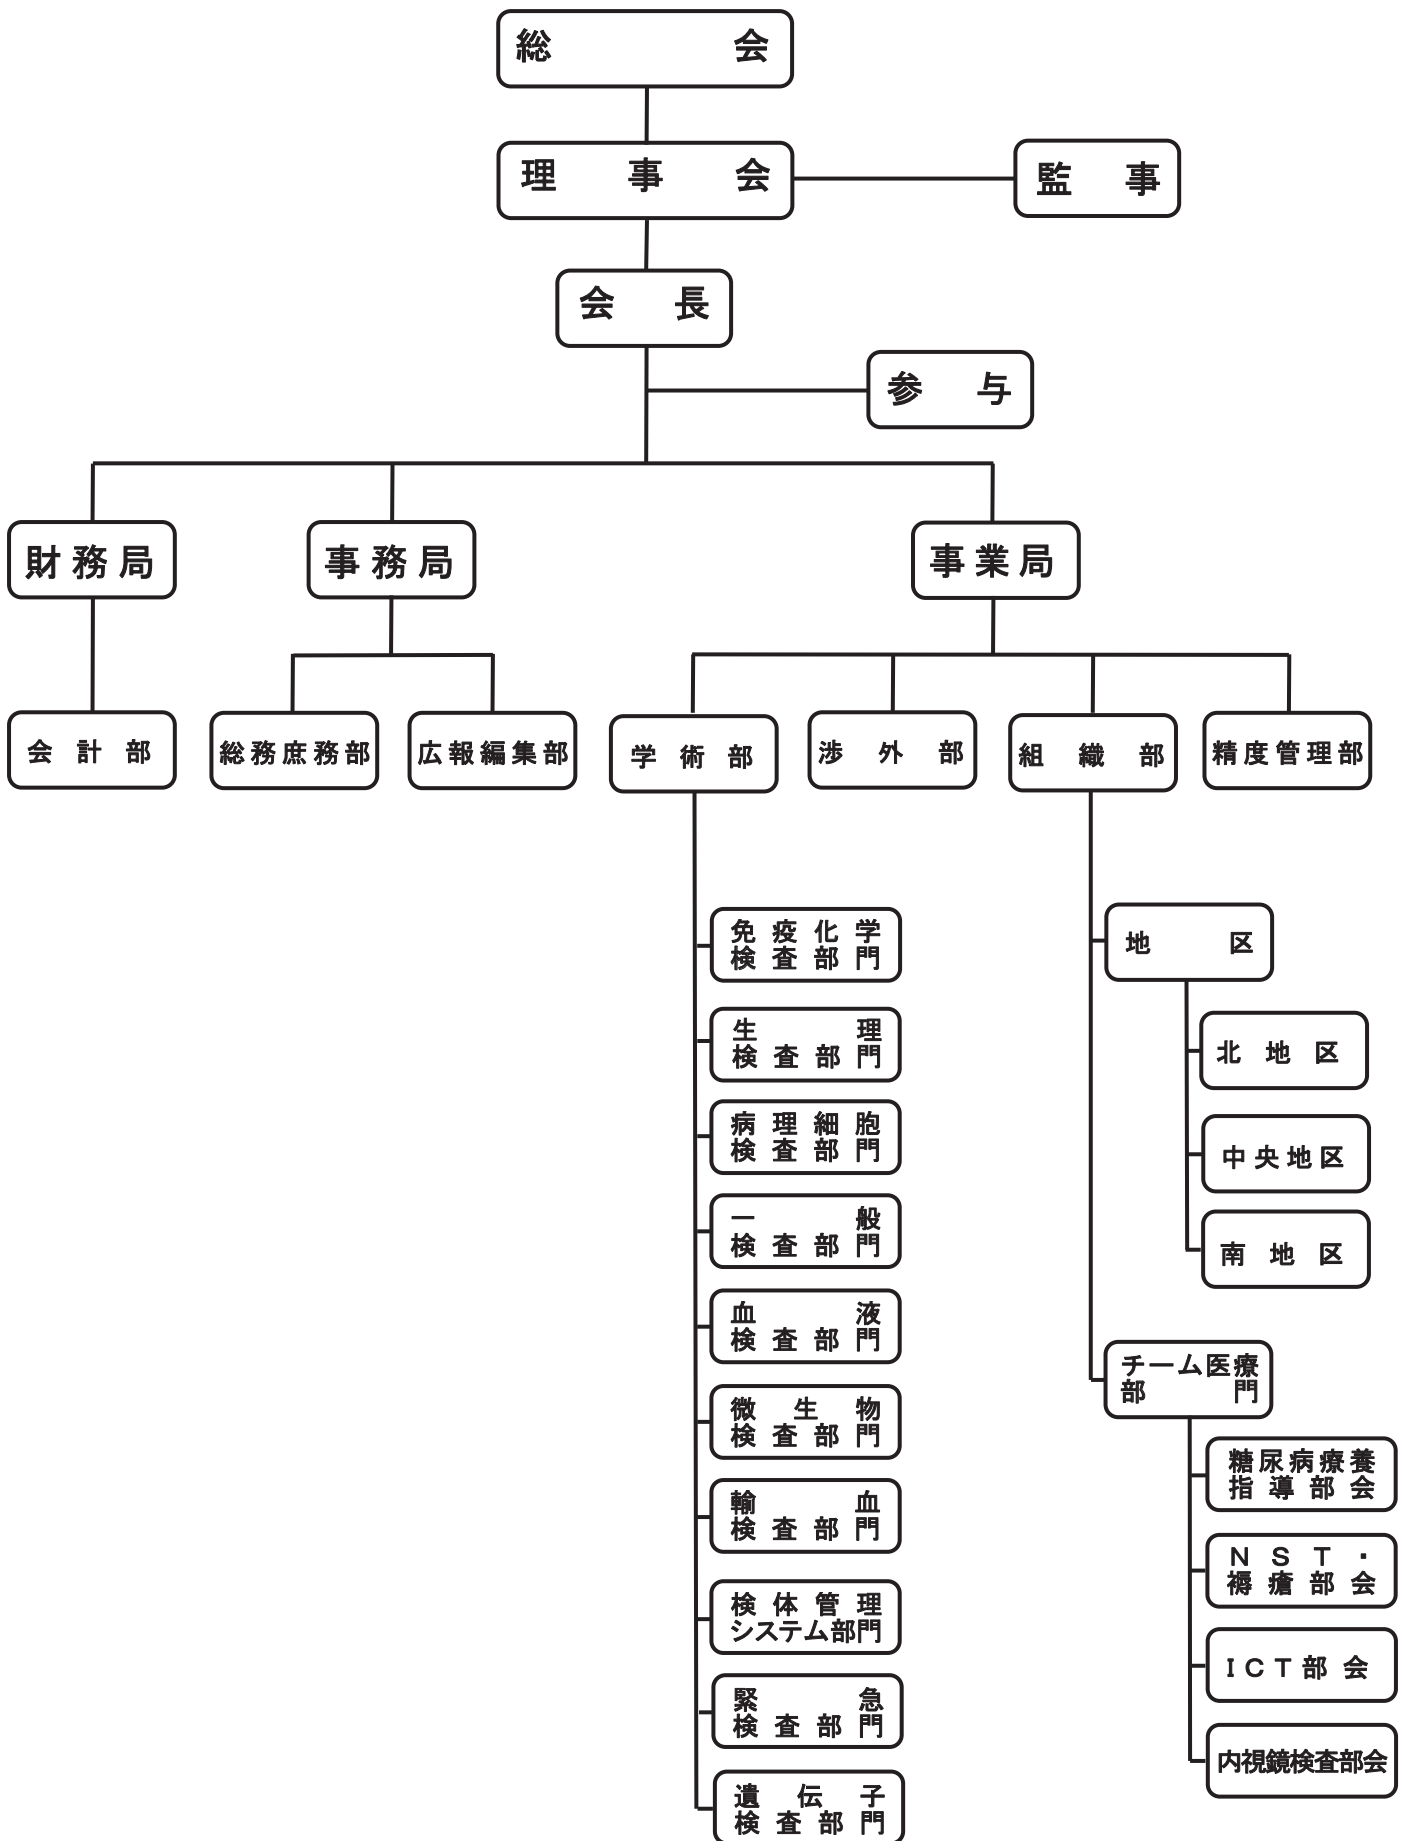 総会
理事会
監事
会長
参与
財務局
事務局
事業局
会計部
総務庶務部
広報編集部
学術部
渉外部
組織部
精度管理部
免疫化学
検査部門
生理
検査部門
病理細胞
検査部門
一般
検査部門
血液
検査部門
微生物
検査部門
輸血
検査部門
検体管理
システム部門
緊急
検査部門
遺伝子
検査部門
地区
北地区
中央地区
南地区
チーム医療
部門
糖尿病療養
指導部会
NST・
褥瘡部会
ICT部会
内視鏡検査部会